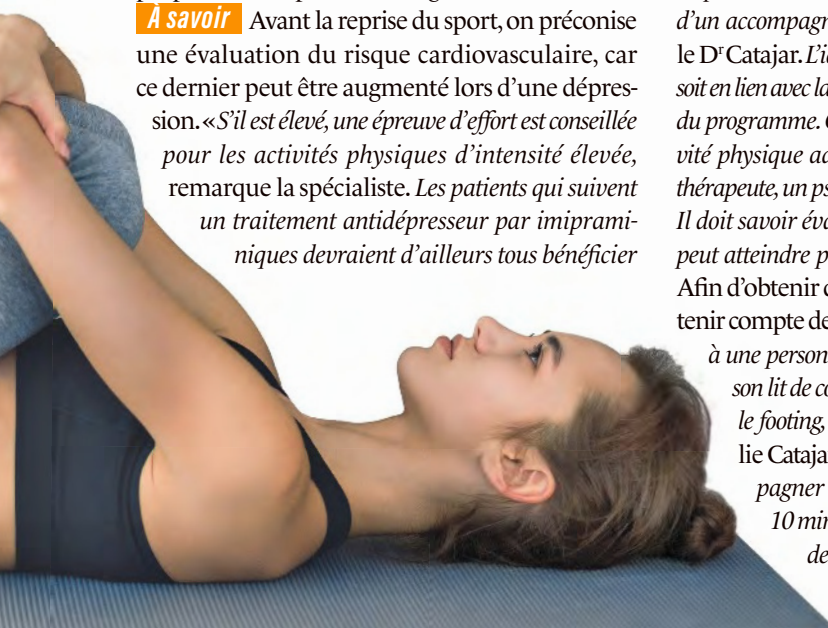 À savoir Avant la reprise du sport, on préconise
une évaluation du risque cardiovasculaire, car
ce dernier peut être augmenté lors d’une dépres-
sion. « S’il est élevé, une épreuve d’effort est conseillée
pour les activités physiques d’intensité élevée,
remarque la spécialiste. Les patients qui suivent
un traitement antidépresseur par imiprami-
niques devraient d’ailleurs tous bénéficier
d’un accompagn
le Dr Catajar. L’i
soit en lien avec la
du programme.
vité physique a
thérapeute, un ps
Il doit savoir éva
peut atteindre p
Afin d’obtenir
tenir compte de
à une person
son lit de c
le footing,
lie Cataja
pagner
10 min
de